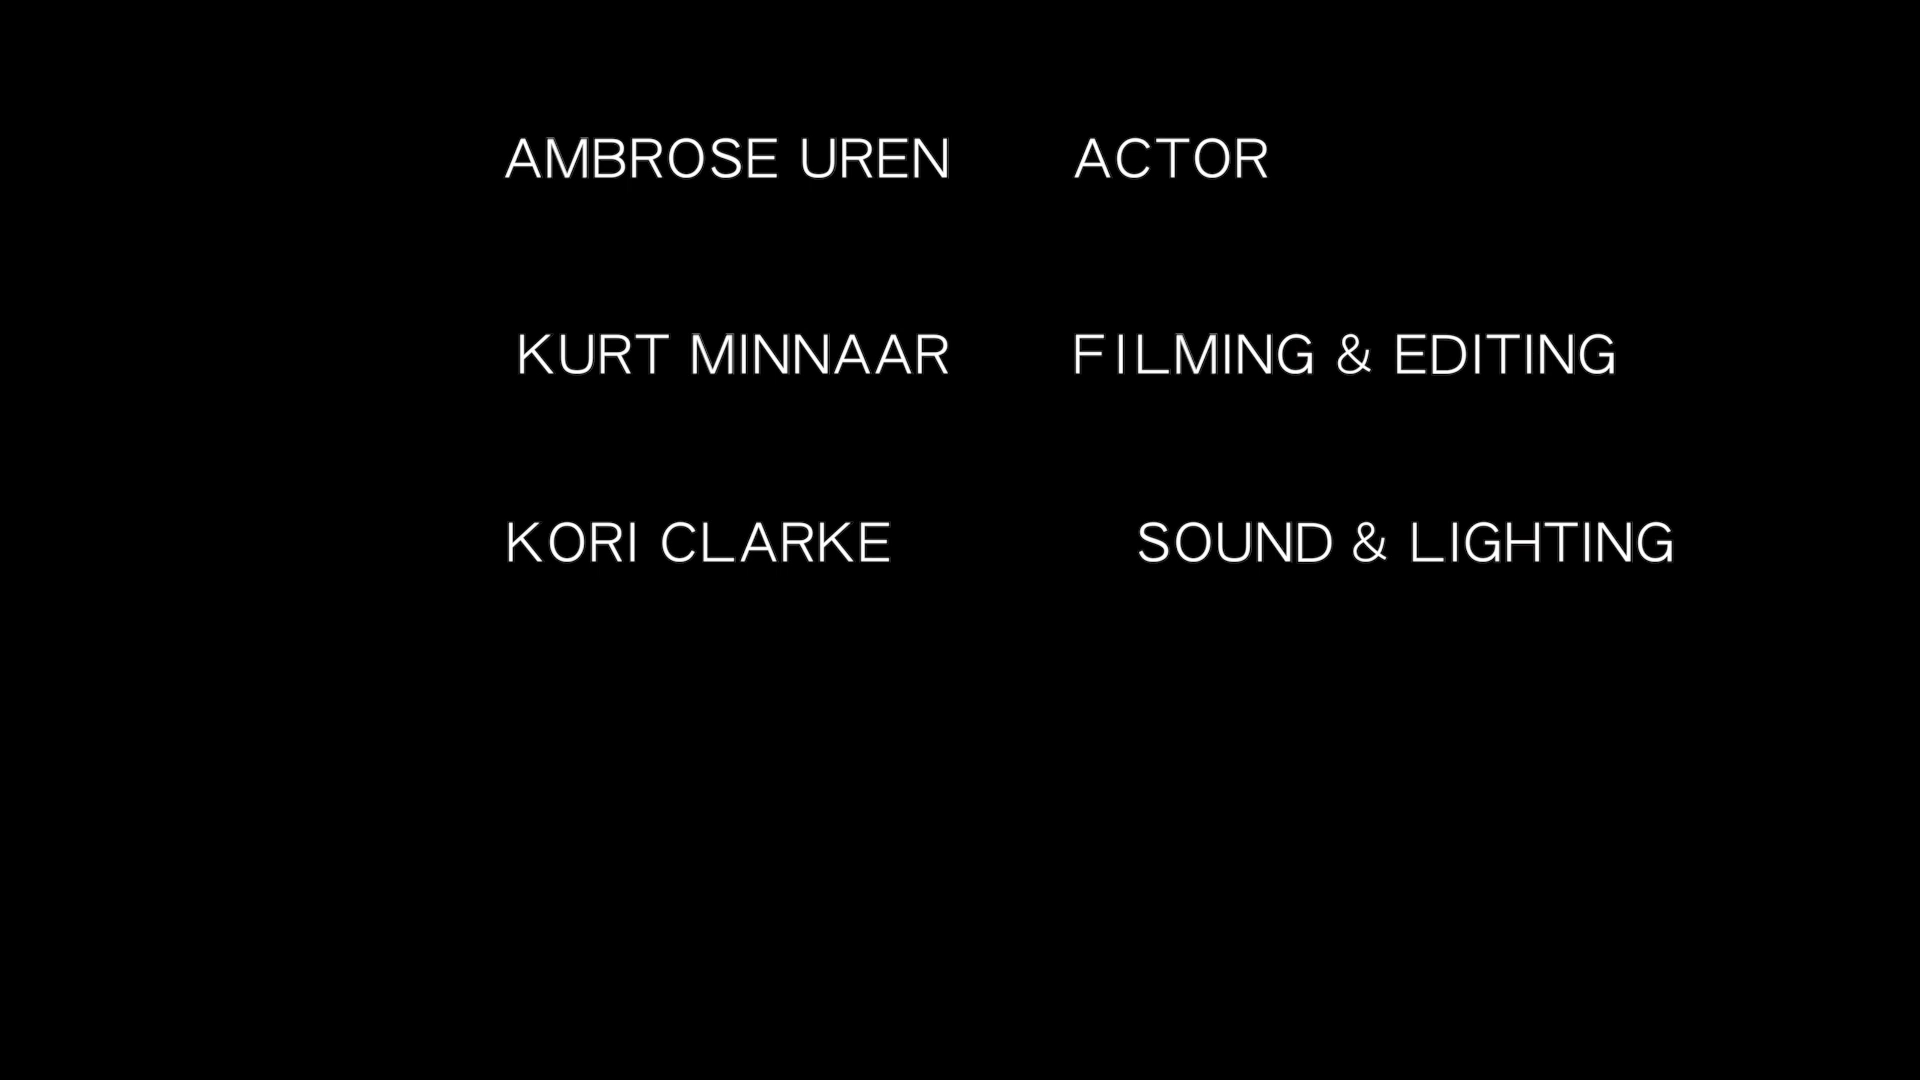 AMBROSE UREN ACTOR
KURT MINNAAR FILMING & EDITING
KORI CLARKE SOUND & LIGHTING